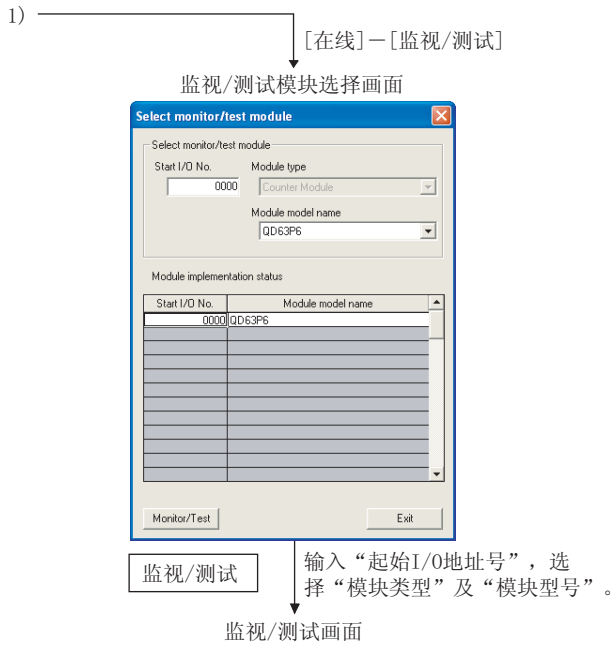 1)
[在线]－[监视/测试]
监视/测试模块选择画面
Select monitor/test module
Select monitor/test module
Start I/O No. Module type
0000 Counter Module
Module model name
QD63P6
Module implementation status
Start I/O No. Module model name
0000 QD63P6
Monitor/Test Exit
监视/测试
输入“起始I/O地址号”，选
择“模块类型”及“模块型号”。
监视/测试画面